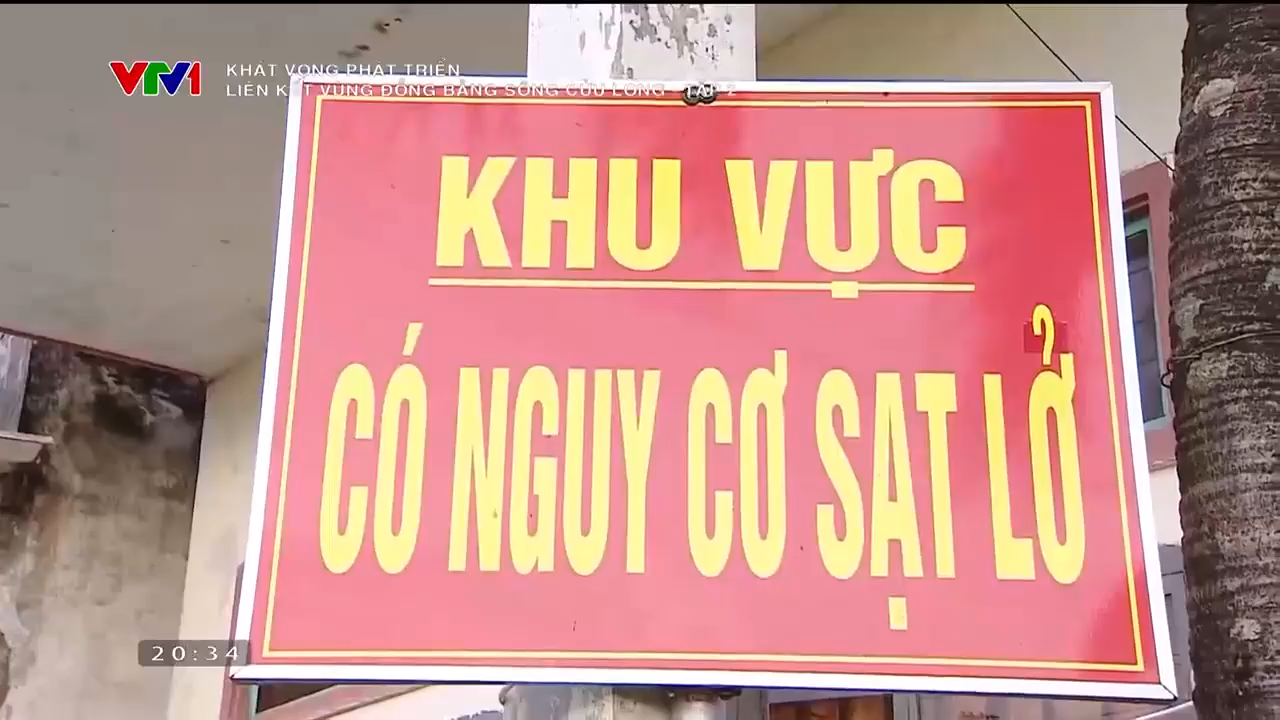 VTV1
KHÁT VỌNG PHÁT TRIỂN
LIÊN KẾT VÙNG ĐỒNG BẰNG SÔNG CỬU LONG - TẬP 2
KHU VỰC
CÓ NGUY CƠ SẠT LỞ
20:34